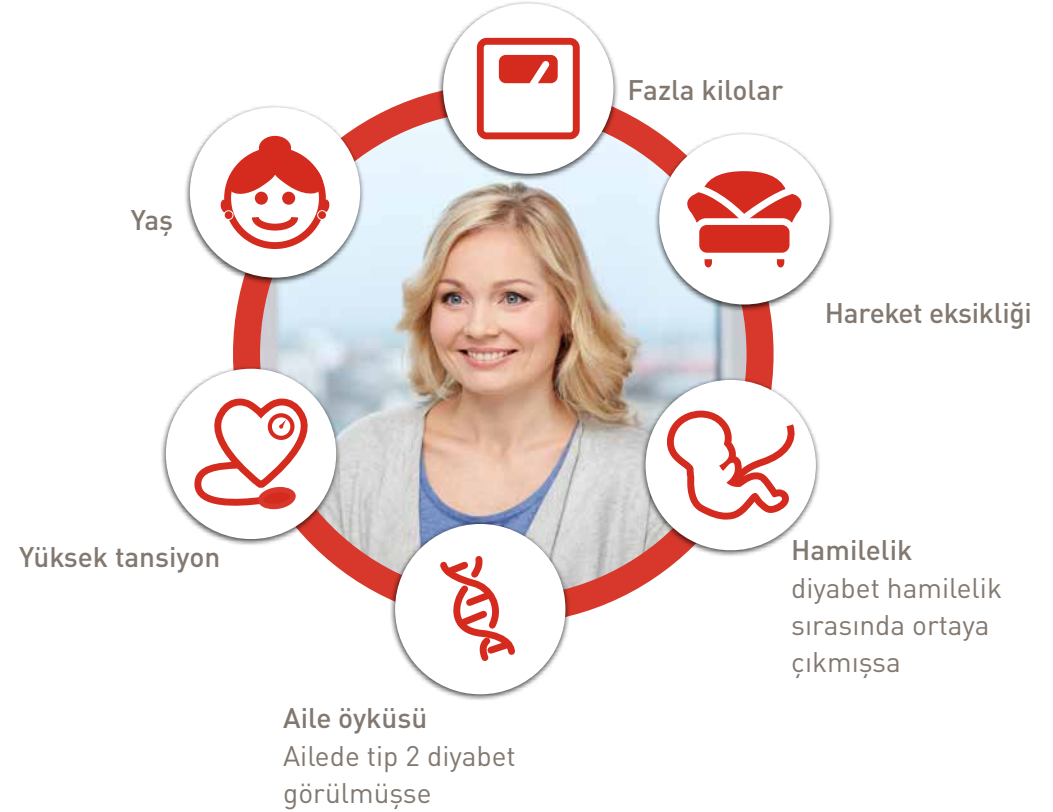 Fazla kilolar
Yaş
Hareket eksikliği
Yüksek tansiyon
Hamilelik
diyabet hamilelik
sırasında ortaya
çıkmışsa
Aile öyküsü
Ailede tip 2 diyabet
görülmüşse